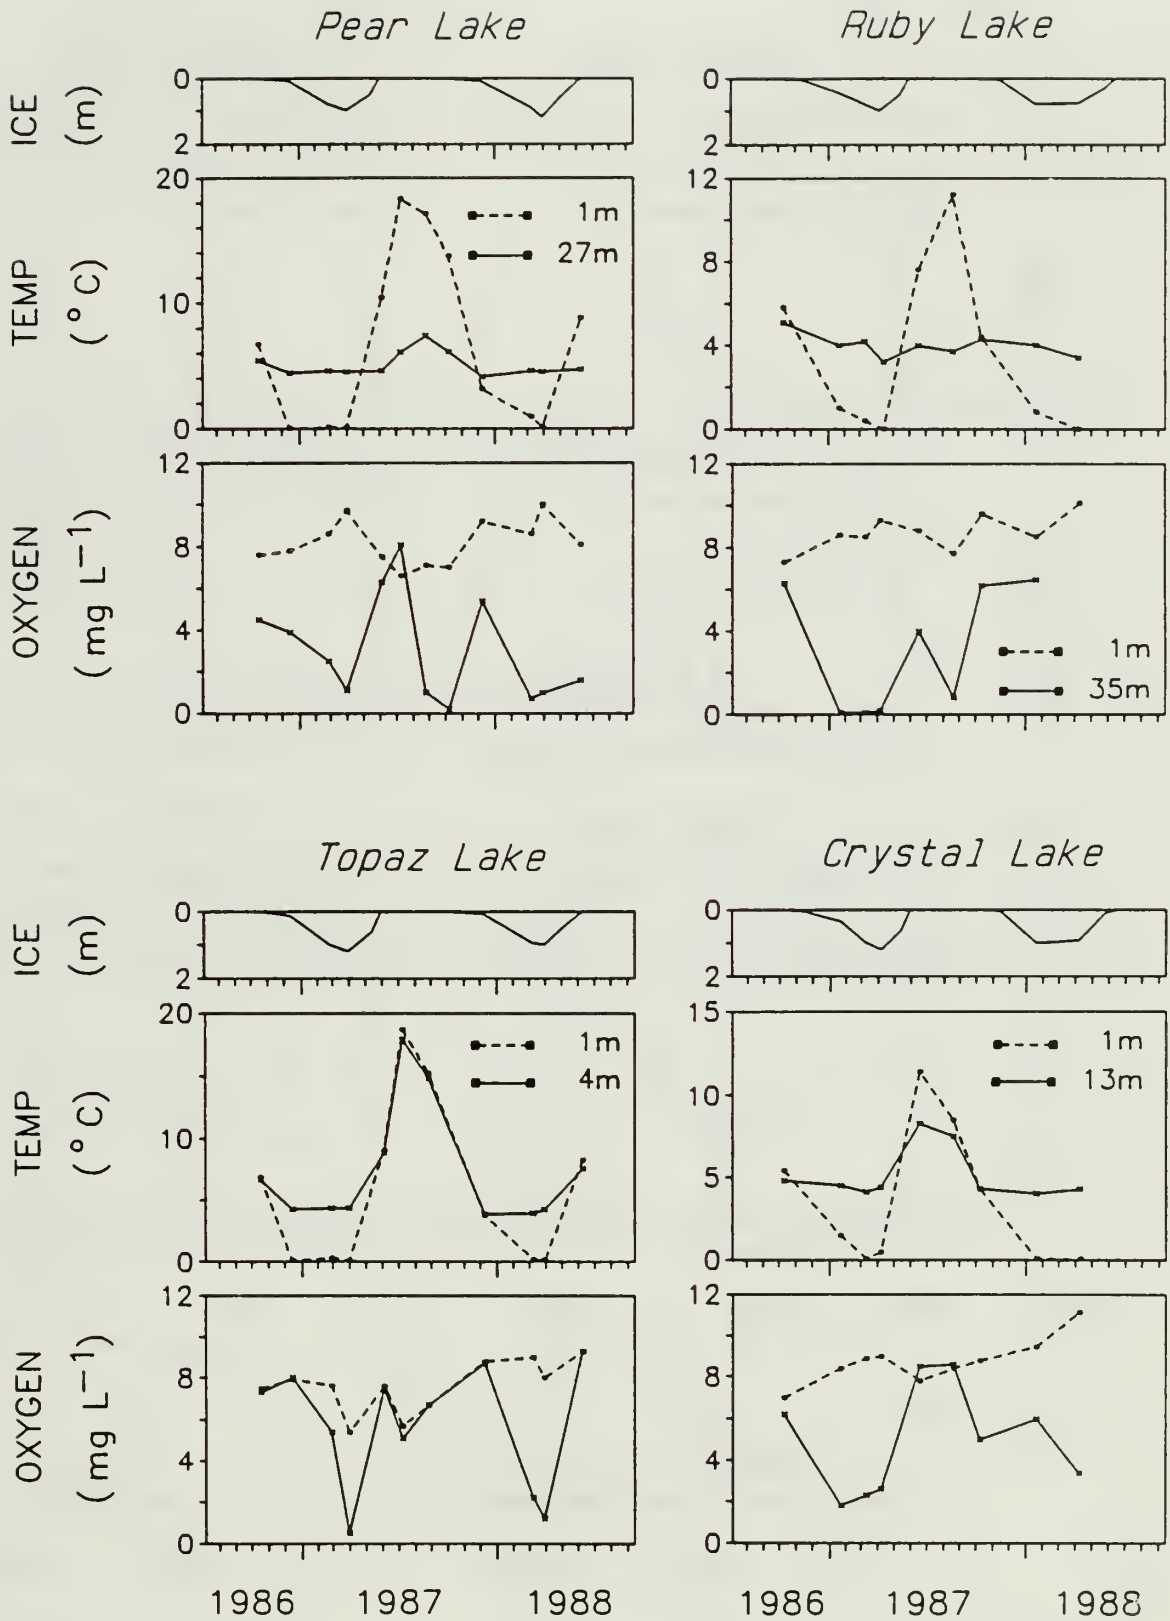 Pear Lake
Ruby Lake
ICE
(m)
0
2
0
2
TEMP
(°C)
20
10
0
1m
27m
12
8
4
0
OXYGEN
(mg L−1)
12
8
4
0
12
8
4
0
1m
35m
Topaz Lake
Crystal Lake
ICE
(m)
0
2
0
2
TEMP
(°C)
20
10
0
1m
4m
15
10
5
0
1m
13m
OXYGEN
(mg L−1)
12
8
4
0
12
8
4
0
1986 1987 1988
1986 1987 1988